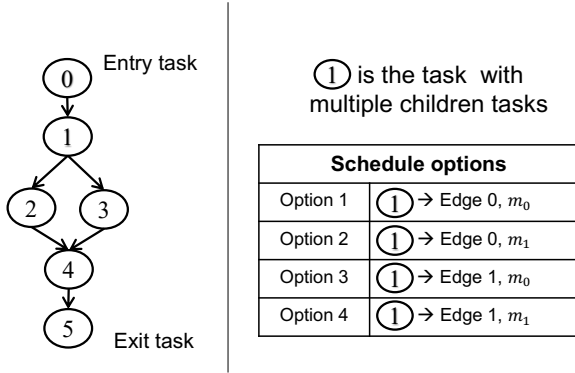 0 Entry task
1
2 3
4
5 Exit task
1 is the task with
multiple children tasks
Schedule options
Option 1 1 → Edge 0, m₀
Option 2 1 → Edge 0, m₁
Option 3 1 → Edge 1, m₀
Option 4 1 → Edge 1, m₁